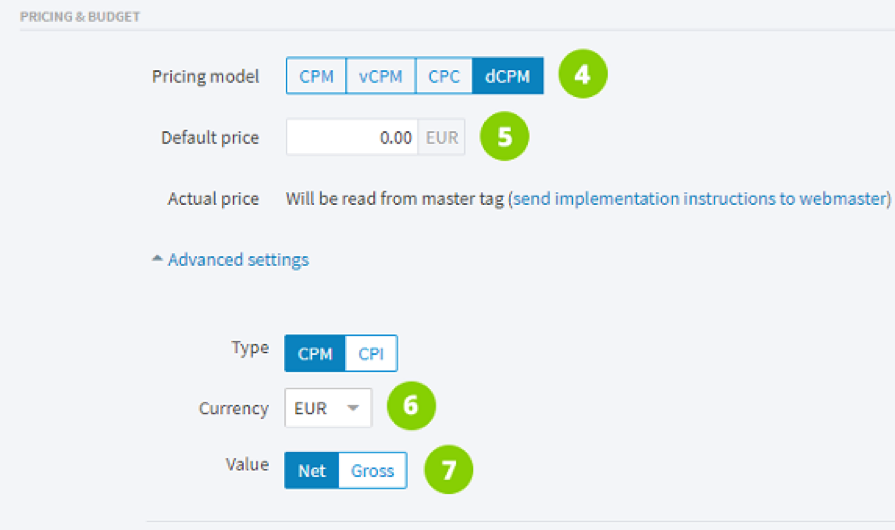 PRICING & BUDGET
Pricing model CPM vCPM CPC dCPM 4
Default price 0.00 EUR 5
Actual price Will be read from master tag (send implementation instructions to webmaster)
Advanced settings
Type CPM CPI
Currency EUR 6
Value Net Gross 7